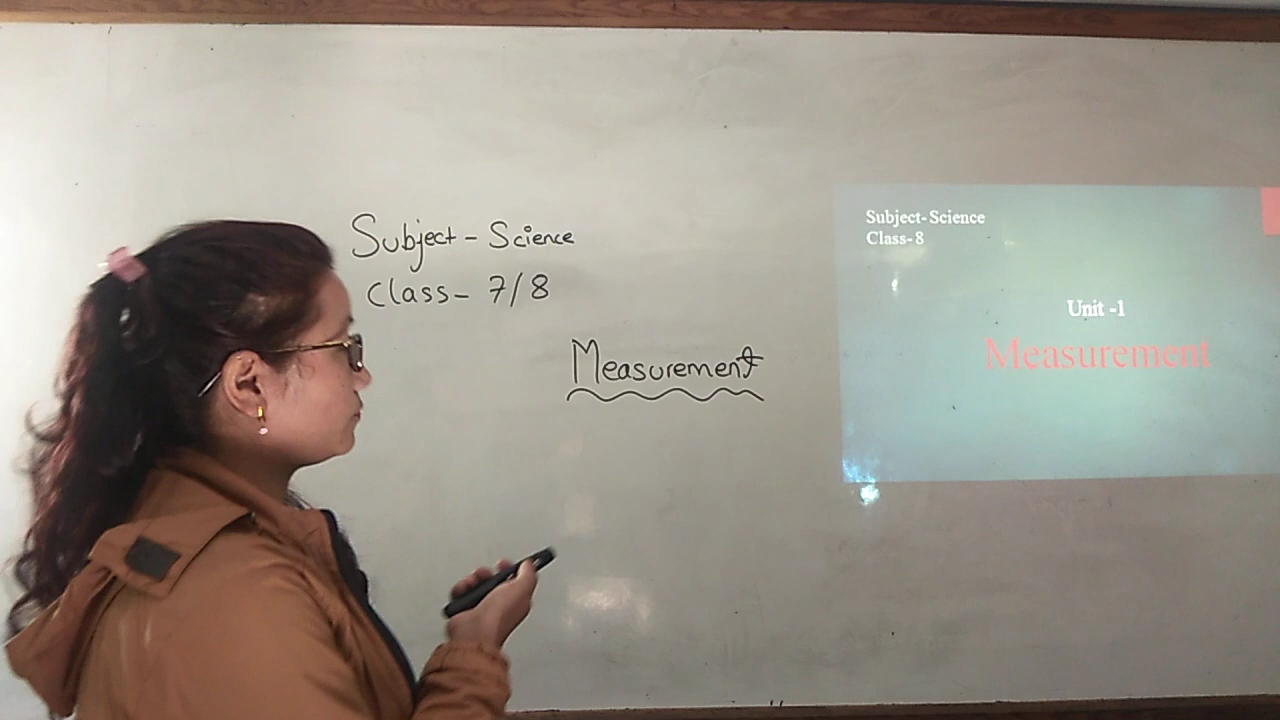 Subject - Science
Class - 7/8
Measurement
Subject- Science
Class- 8
Unit -1
Measurement